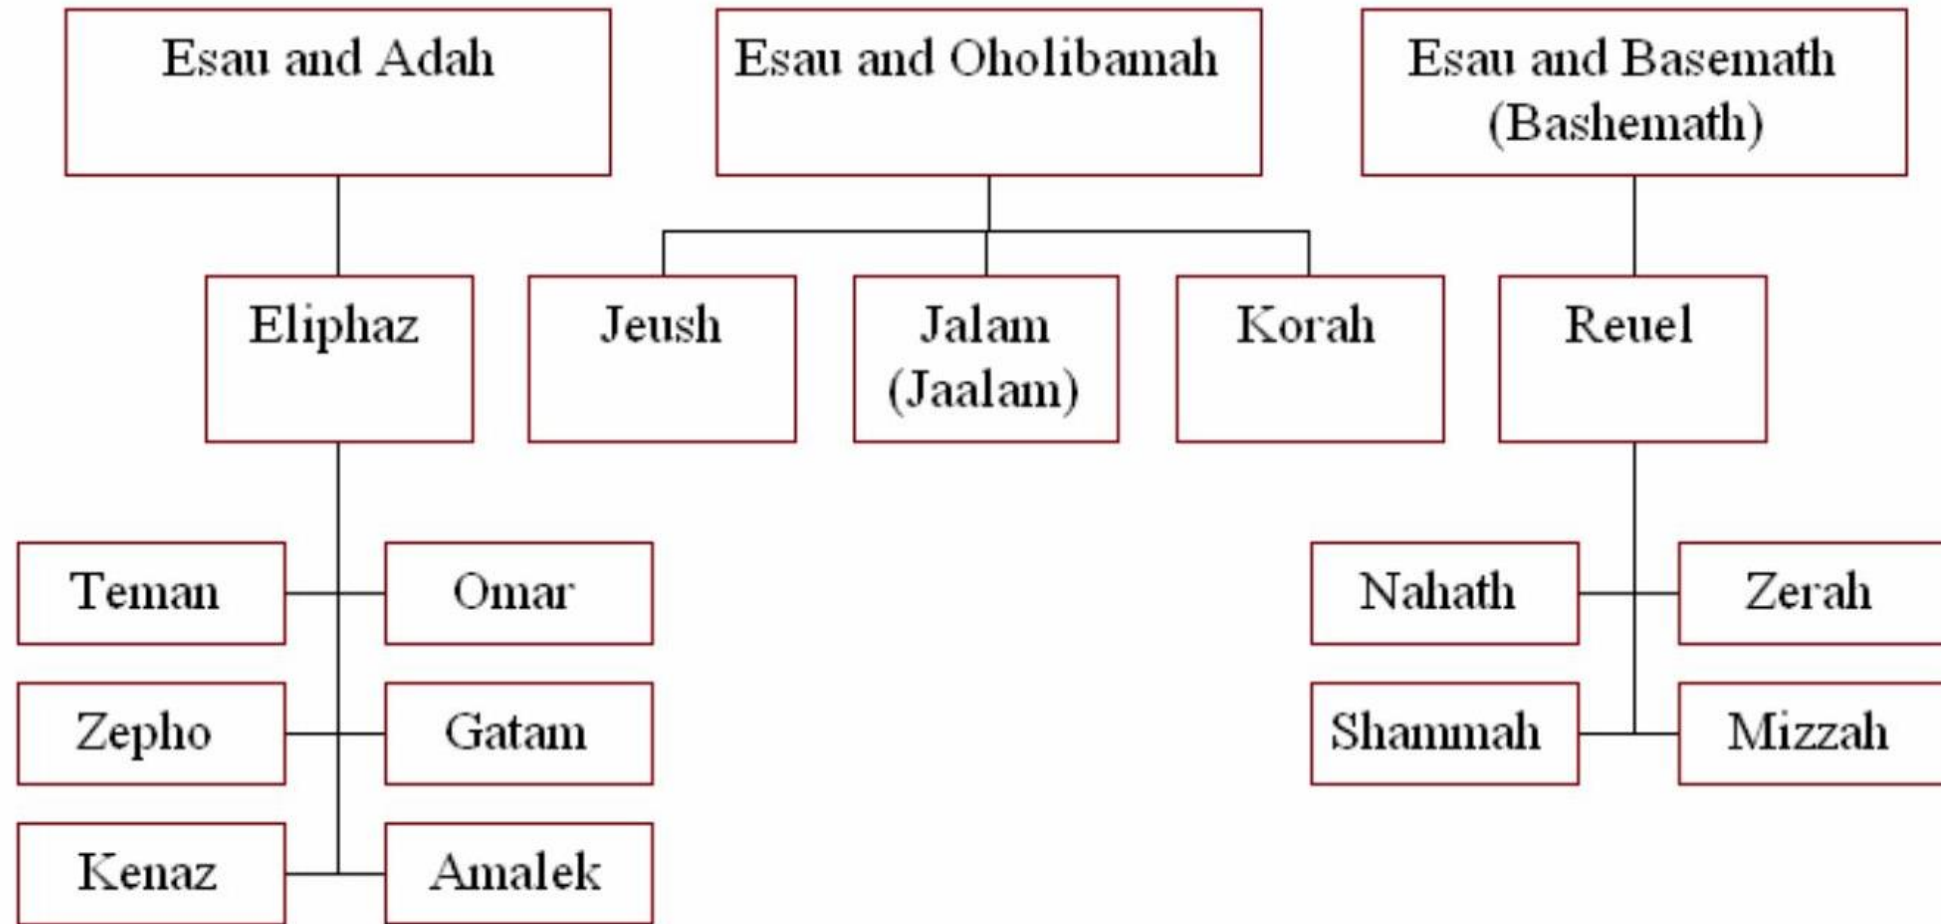 Esau and Adah
Esau and Oholibamah
Esau and Basemath
(Bashemath)
Eliphaz
Jeush
Jalam
(Jaalam)
Korah
Reuel
Teman
Omar
Nahath
Zerah
Zepho
Gatam
Shammah
Mizzah
Kenaz
Amalek